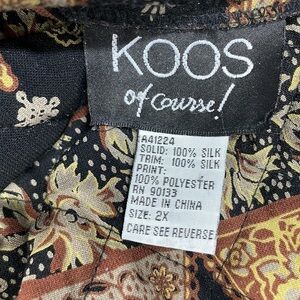 KOOS
of course!
A41224
SOLID: 100% SILK
TRIM: 100% SILK
PRINT:
100% POLYESTER
RN 90133
MADE IN CHINA
SIZE: 2X
CARE SEE REVERSE